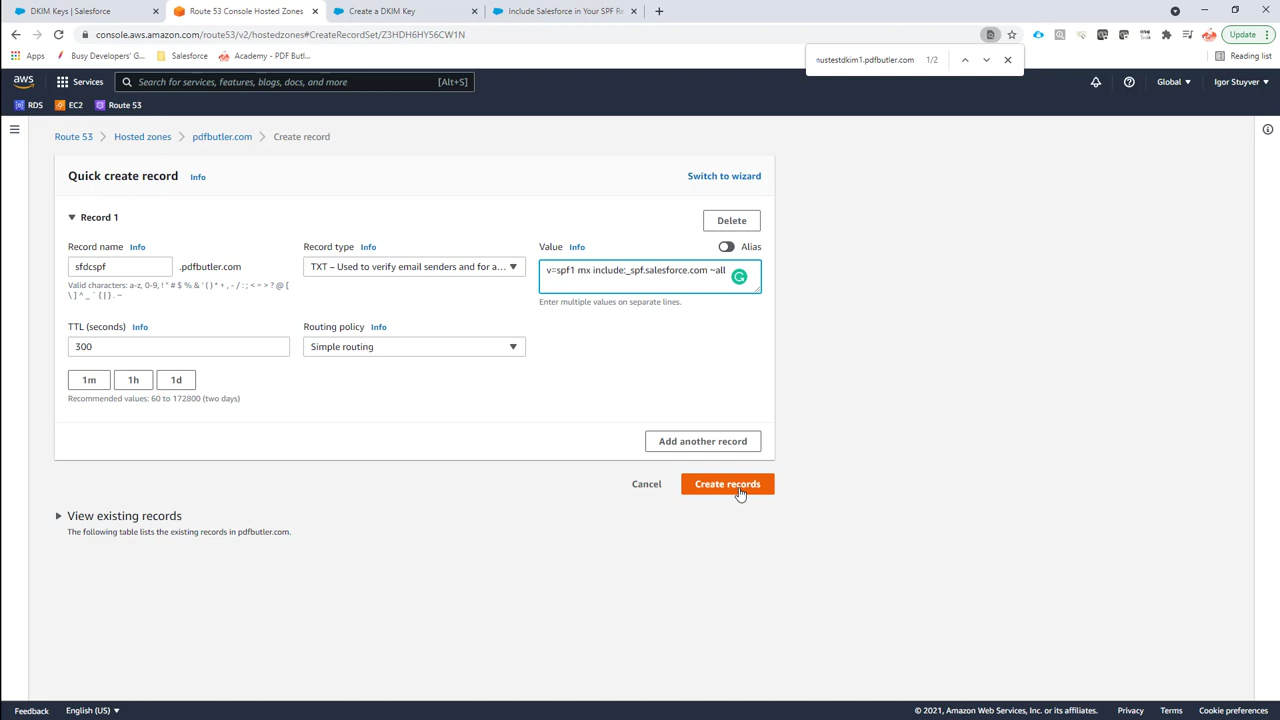 DKIM Keys | Salesforce
Route 53 Console Hosted Zones
Create a DKIM Key
Include Salesforce in Your SPF Re
console.aws.amazon.com/route53/v2/hostedzones#CreateRecordSet/Z3HDH6HY56CW1N
Update
Apps
Busy Developers' G...
Salesforce
Academy - PDF Butl...
nustestdkim1.pdfbutler.com 1/2
Reading list
aws
Services
Search for services, features, blogs, docs, and more [Alt+S]
Global
Igor Stuyver
RDS
EC2
Route 53
Route 53 > Hosted zones > pdfbutler.com > Create record
Quick create record Info
Switch to wizard
Record 1
Delete
Record name Info
Record type Info
Value Info
Alias
sfdcspf
.pdfbutler.com
TXT – Used to verify email senders and for a...
v=spf1 mx include:_spf.salesforce.com ~all
Valid characters: a-z, 0-9, ! " # $ % & ' ( ) * + , - / : ; < = > ? @ [
\ ] ^ _ ` { | } . ~
Enter multiple values on separate lines.
TTL (seconds) Info
Routing policy Info
300
Simple routing
1m
1h
1d
Recommended values: 60 to 172800 (two days)
Add another record
Cancel
Create records
View existing records
The following table lists the existing records in pdfbutler.com.
Feedback
English (US)
© 2021, Amazon Web Services, Inc. or its affiliates.
Privacy
Terms
Cookie preferences